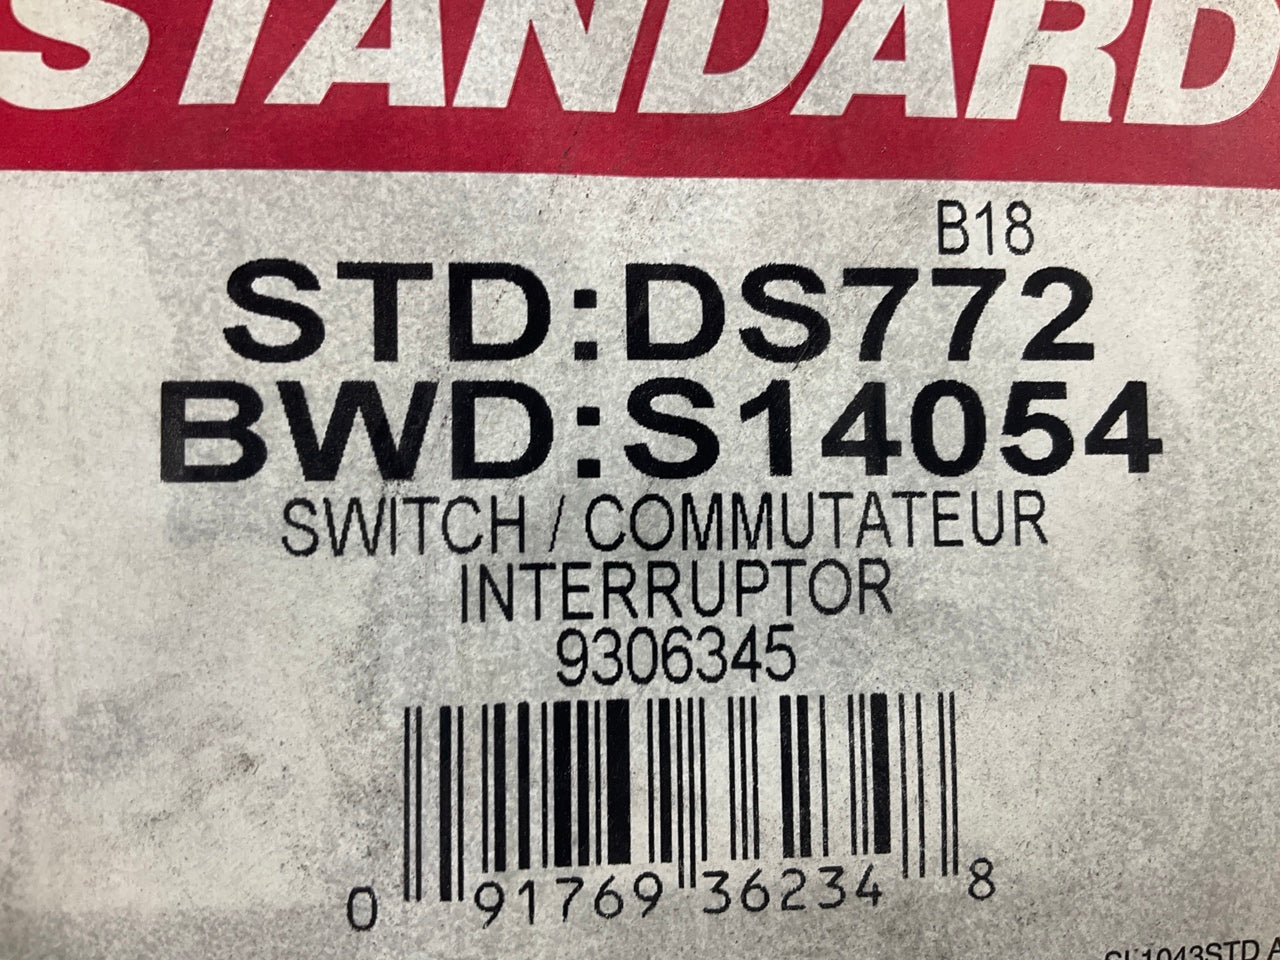 STANDARD
B18
STD:DS772
BWD:S14054
SWITCH / COMMUTATEUR
INTERRUPTOR
9306345
0 91769 36234 8